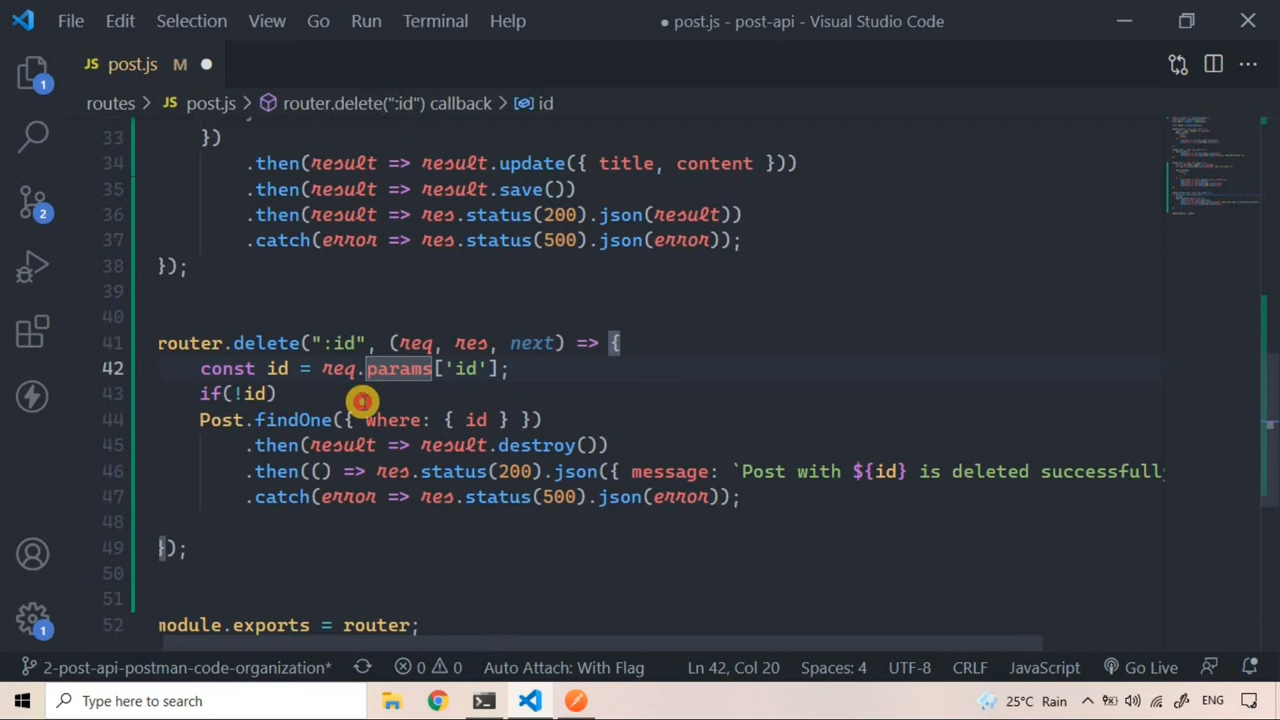 File Edit Selection View Go Run Terminal Help ● post.js - post-api - Visual Studio Code
JS post.js M ●
routes > JS post.js > router.delete(":id") callback > id
33 })
34 .then(result => result.update({ title, content }))
35 .then(result => result.save())
36 .then(result => res.status(200).json(result))
37 .catch(error => res.status(500).json(error));
38 });
39
40
41 router.delete(":id", (req, res, next) => {
42 const id = req.params['id'];
43 if(!id)
44 Post.findOne({ where: { id } })
45 .then(result => result.destroy())
46 .then(() => res.status(200).json({ message: `Post with ${id} is deleted successfully
47 .catch(error => res.status(500).json(error));
48
49 });
50
51
52 module.exports = router;
1
2
1
2-post-api-postman-code-organization* 0 0 Auto Attach: With Flag Ln 42, Col 20 Spaces: 4 UTF-8 CRLF JavaScript Go Live
Type here to search 25°C Rain ENG